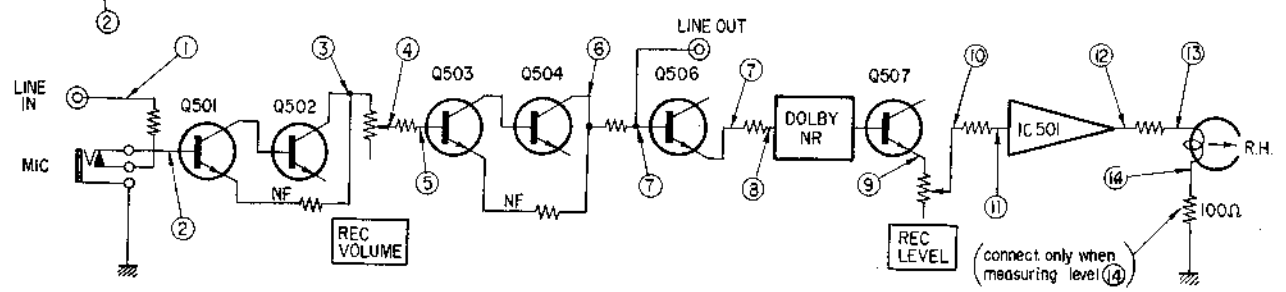 ②
LINE OUT
① ③ ④ ⑥ ⑦ ⑩ ⑫ ⑬
LINE IN
Q501 Q502 Q503 Q504 Q506 Q507
DOLBY NR
IC501
R.H.
MIC
② NF ⑤ NF ⑦ ⑧ ⑨ ⑪ ⑭
REC VOLUME
REC LEVEL
100Ω
(connect only when
measuring level ⑭)